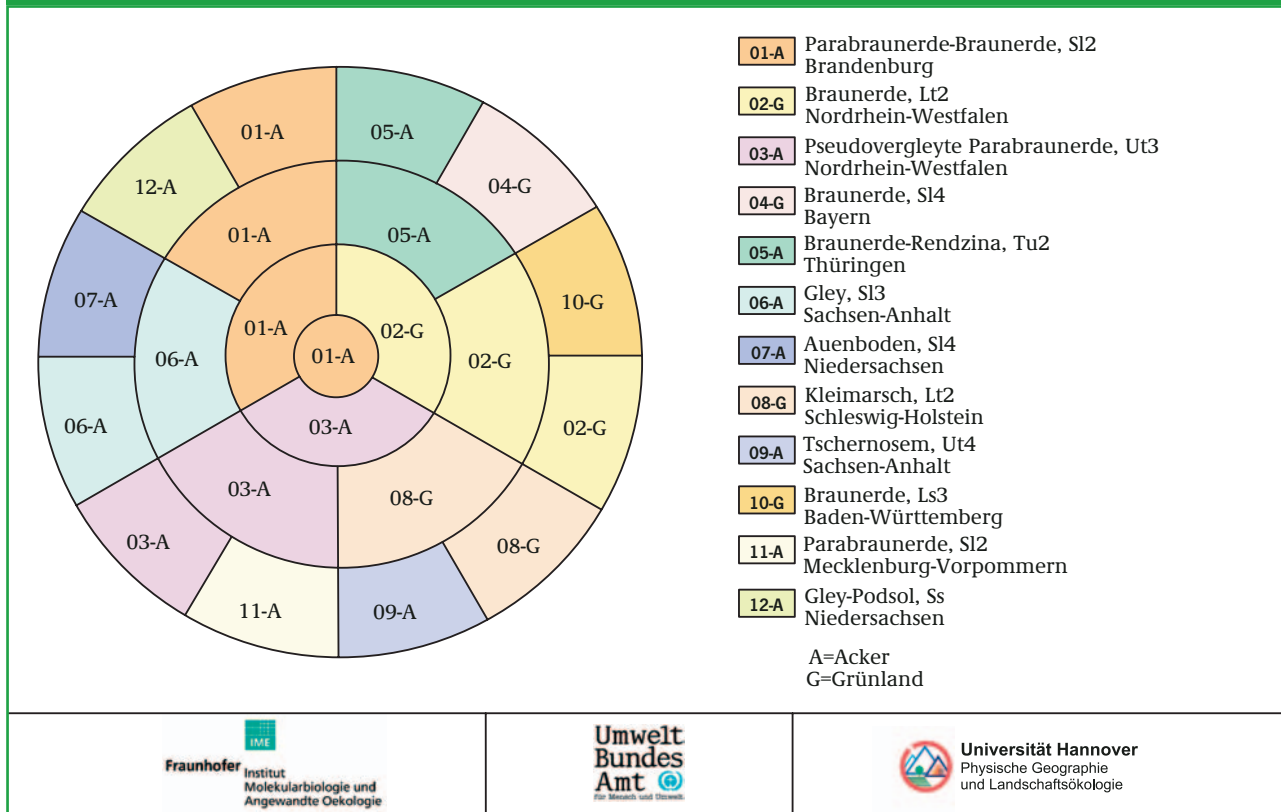 01-A
05-A
12-A
04-G
01-A
05-A
07-A
10-G
01-A
02-G
06-A
01-A
02-G
06-A
03-A
02-G
03-A
08-G
03-A
08-G
11-A
09-A
01-A Parabraunerde-Braunerde, Sl2
Brandenburg
02-G Braunerde, Lt2
Nordrhein-Westfalen
03-A Pseudovergleyte Parabraunerde, Ut3
Nordrhein-Westfalen
04-G Braunerde, Sl4
Bayern
05-A Braunerde-Rendzina, Tu2
Thüringen
06-A Gley, Sl3
Sachsen-Anhalt
07-A Auenboden, Sl4
Niedersachsen
08-G Kleimarsch, Lt2
Schleswig-Holstein
09-A Tschernosem, Ut4
Sachsen-Anhalt
10-G Braunerde, Ls3
Baden-Württemberg
11-A Parabraunerde, Sl2
Mecklenburg-Vorpommern
12-A Gley-Podsol, Ss
Niedersachsen
A=Acker
G=Grünland
IME
Fraunhofer Institut
Molekularbiologie und
Angewandte Oekologie
Umwelt
Bundes
Amt
Für Mensch und Umwelt
Universität Hannover
Physische Geographie
und Landschaftsökologie